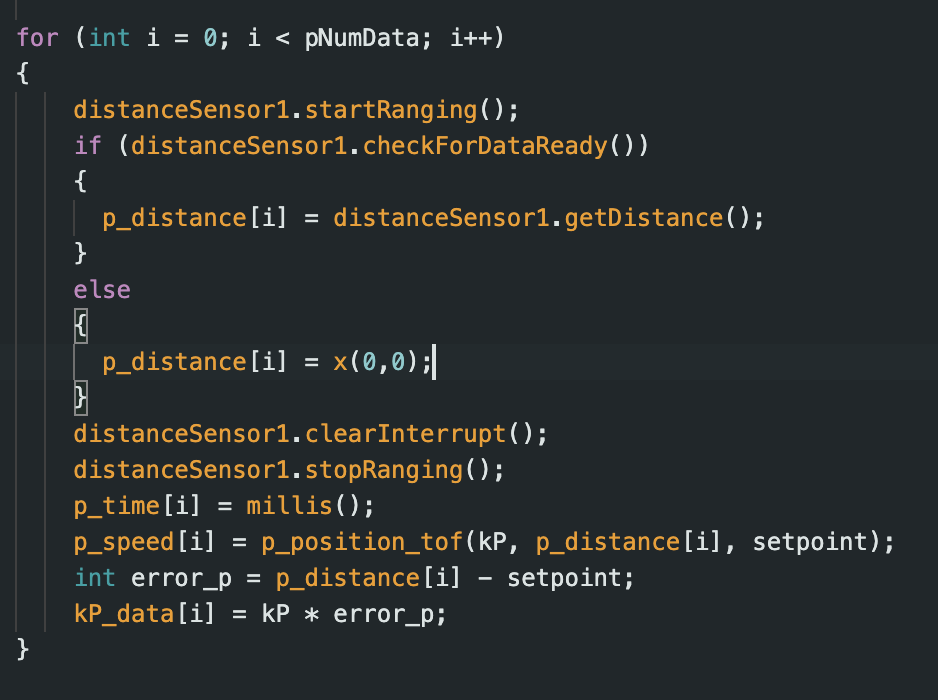 for (int i = 0; i < pNumData; i++)
{
distanceSensor1.startRanging();
if (distanceSensor1.checkForDataReady())
{
p_distance[i] = distanceSensor1.getDistance();
}
else
{
p_distance[i] = x(0,0);
}
distanceSensor1.clearInterrupt();
distanceSensor1.stopRanging();
p_time[i] = millis();
p_speed[i] = p_position_tof(kP, p_distance[i], setpoint);
int error_p = p_distance[i] - setpoint;
kP_data[i] = kP * error_p;
}